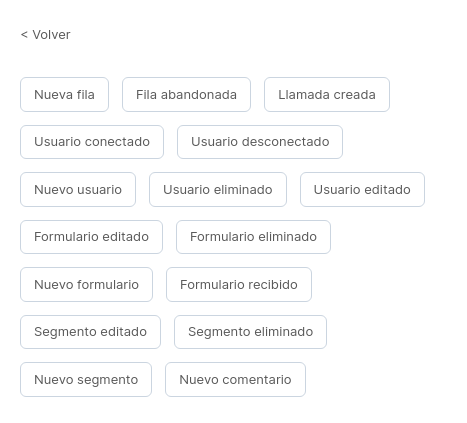 < Volver
Nueva fila Fila abandonada Llamada creada
Usuario conectado Usuario desconectado
Nuevo usuario Usuario eliminado Usuario editado
Formulario editado Formulario eliminado
Nuevo formulario Formulario recibido
Segmento editado Segmento eliminado
Nuevo segmento Nuevo comentario